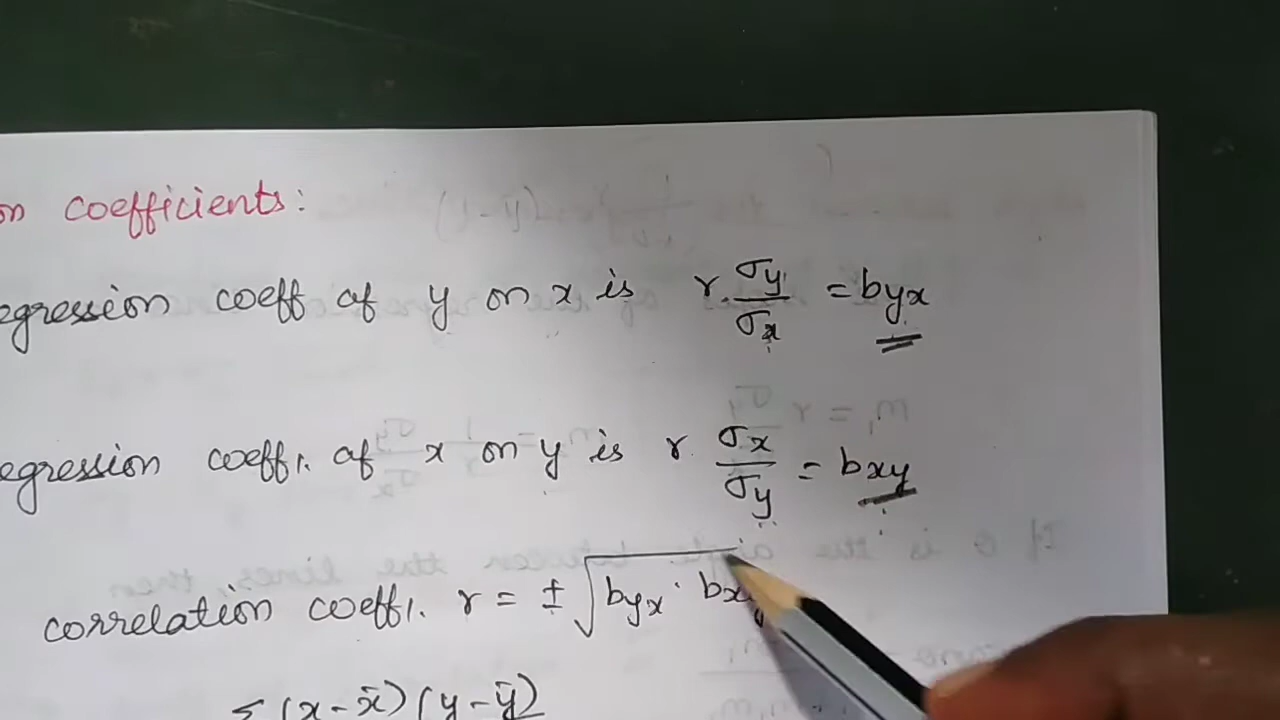 on coefficients:
egression coeff of y on x is r. σy/σx = byx
egression coeff. of x on y is r. σx/σy = bxy
correlation coeff. r = ± √byx . bx
Σ(x-x̄)(y-ȳ)